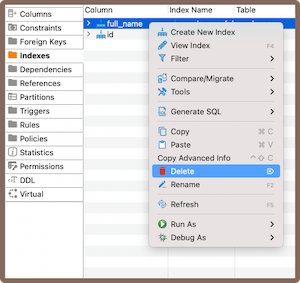 Columns
Constraints
Foreign Keys
Indexes
Dependencies
References
Partitions
Triggers
Rules
Policies
Statistics
Permissions
DDL
Virtual
Column Index Name Table
full_name
id
Create New Index
View Index F4
Filter
Compare/Migrate
Tools
Generate SQL
Copy ⌘ C
Paste ⌘ V
Copy Advanced Info ^ ⇧ C
Delete ⌦
Rename F2
Refresh F5
Run As
Debug As